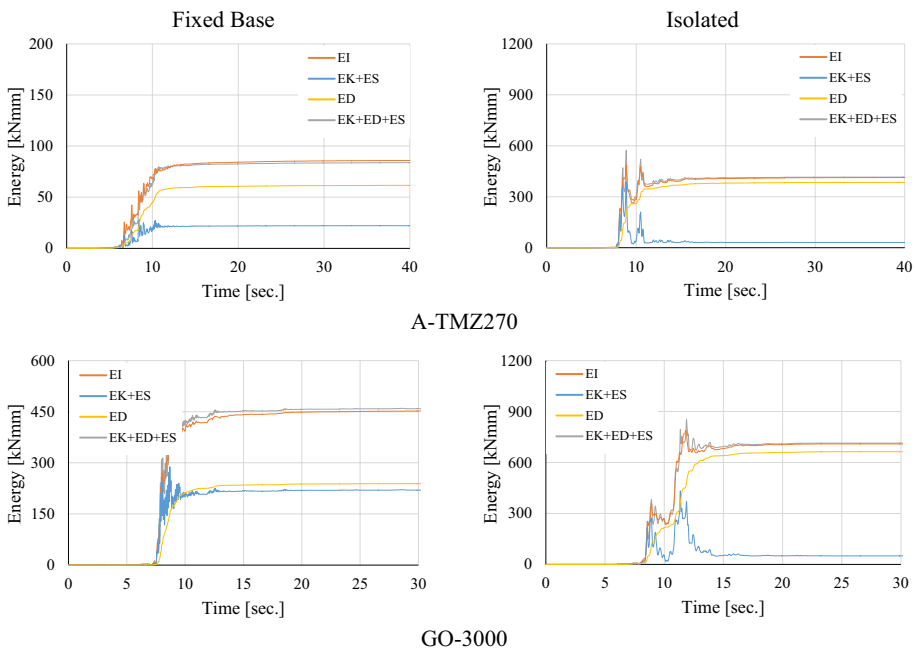 Fixed Base
Isolated
200
150
100
50
0
Energy [kNmm]
EI
EK+ES
ED
EK+ED+ES
0 10 20 30 40
Time [sec.]
1200
900
600
300
0
Energy [kNmm]
EI
EK+ES
ED
EK+ED+ES
0 10 20 30 40
Time [sec.]
A-TMZ270
600
450
300
150
0
Energy [kNmm]
EI
EK+ES
ED
EK+ED+ES
0 5 10 15 20 25 30
Time [sec.]
1200
900
600
300
0
Energy [kNmm]
EI
EK+ES
ED
EK+ED+ES
0 5 10 15 20 25 30
Time [sec.]
GO-3000